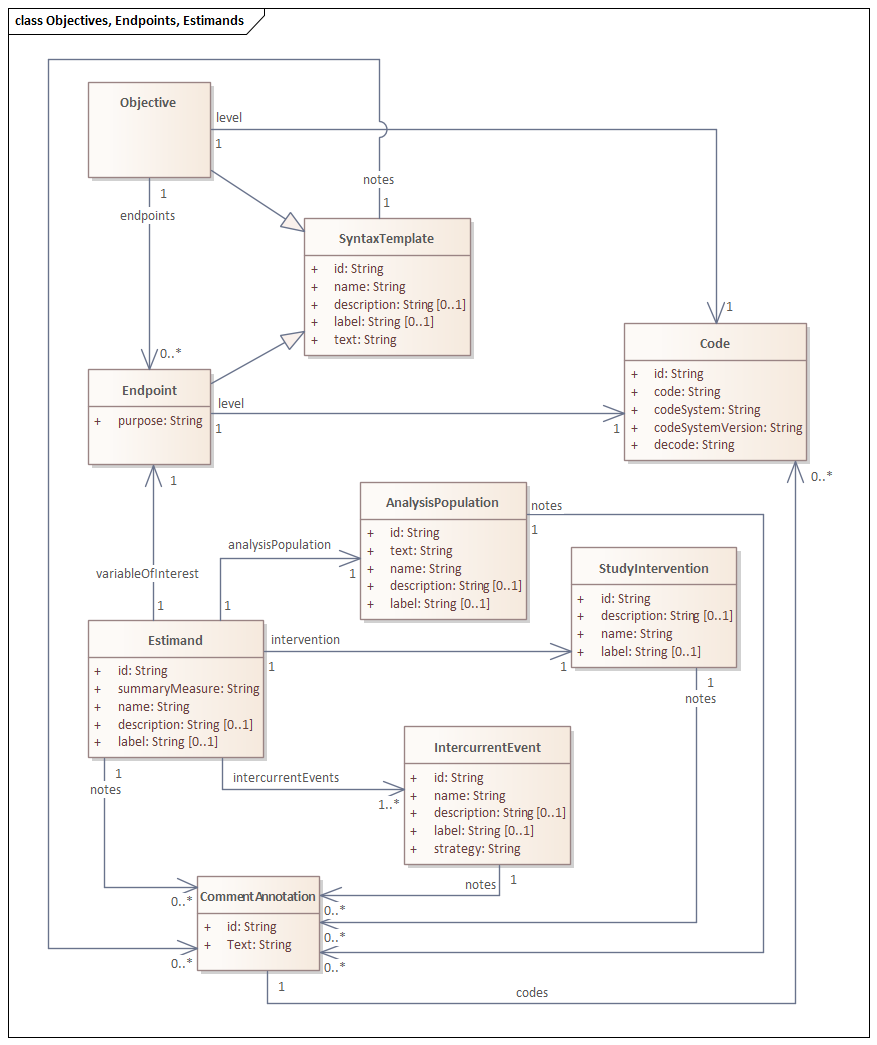 class Objectives, Endpoints, Estimands
Objective
level
1
1
endpoints
notes
1
SyntaxTemplate
+ id: String
+ name: String
+ description: String [0..1]
+ label: String [0..1]
+ text: String
1
0..*
Code
+ id: String
+ code: String
+ codeSystem: String
+ codeSystemVersion: String
+ decode: String
Endpoint
+ purpose: String
level
1
1
0..*
1
AnalysisPopulation
+ id: String
+ text: String
+ name: String
+ description: String [0..1]
+ label: String [0..1]
notes
1
analysisPopulation
1
variableOfInterest
1
1
StudyIntervention
+ id: String
+ description: String [0..1]
+ name: String
+ label: String [0..1]
Estimand
+ id: String
+ summaryMeasure: String
+ name: String
+ description: String [0..1]
+ label: String [0..1]
intervention
1
1
1
notes
IntercurrentEvent
+ id: String
+ name: String
+ description: String [0..1]
+ label: String [0..1]
+ strategy: String
intercurrentEvents
1..*
1
notes
notes
1
CommentAnnotation
+ id: String
+ Text: String
0..*
0..*
0..*
0..*
0..*
1
codes